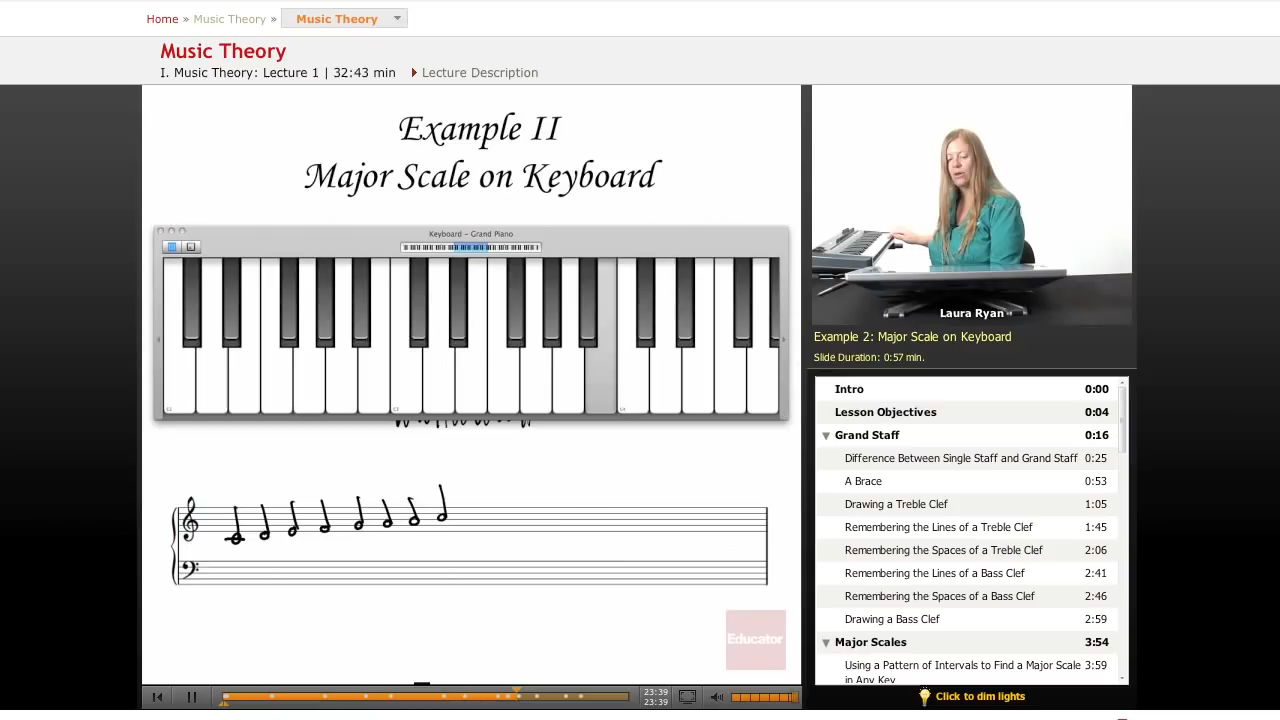 Home » Music Theory » Music Theory
Music Theory
I. Music Theory: Lecture 1 | 32:43 min Lecture Description
Example II
Major Scale on Keyboard
Keyboard – Grand Piano
C2
C3
C4
Educator
23:39
23:39
Laura Ryan
Example 2: Major Scale on Keyboard
Slide Duration: 0:57 min.
Intro 0:00
Lesson Objectives 0:04
Grand Staff 0:16
Difference Between Single Staff and Grand Staff 0:25
A Brace 0:53
Drawing a Treble Clef 1:05
Remembering the Lines of a Treble Clef 1:45
Remembering the Spaces of a Treble Clef 2:06
Remembering the Lines of a Bass Clef 2:41
Remembering the Spaces of a Bass Clef 2:46
Drawing a Bass Clef 2:59
Major Scales 3:54
Using a Pattern of Intervals to Find a Major Scale 3:59
in Any Key
Click to dim lights